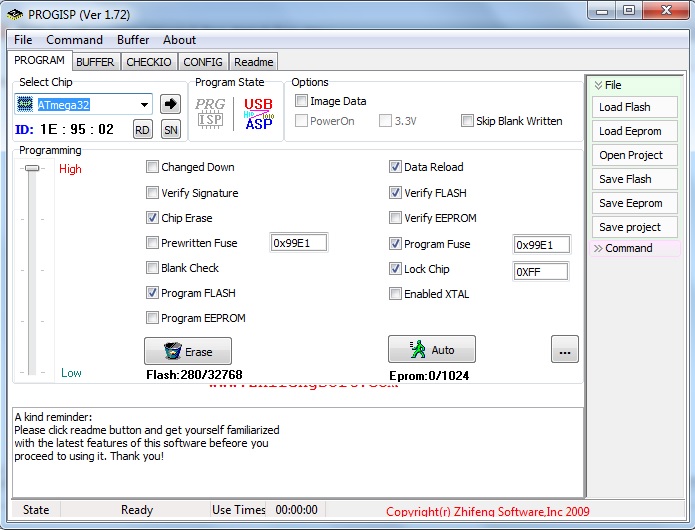 PROGISP (Ver 1.72)
File Command Buffer About
PROGRAM BUFFER CHECKIO CONFIG Readme
Select Chip
ATmega32
ID: 1E : 95 : 02 RD SN
Program State
PRG ISP USB ASP
Options
Image Data
PowerOn 3.3V Skip Blank Written
Programming
High
Low
Changed Down
Verify Signature
Chip Erase
Prewritten Fuse 0x99E1
Blank Check
Program FLASH
Program EEPROM
Erase
Flash:280/32768
Data Reload
Verify FLASH
Verify EEPROM
Program Fuse 0x99E1
Lock Chip 0XFF
Enabled XTAL
Auto ...
Eprom:0/1024
File
Load Flash
Load Eeprom
Open Project
Save Flash
Save Eeprom
Save project
Command
A kind reminder:
Please click readme button and get yourself familiarized
with the latest features of this software befeore you
proceed to using it. Thank you!
State Ready Use Times 00:00:00 Copyright(r) Zhifeng Software,Inc 2009